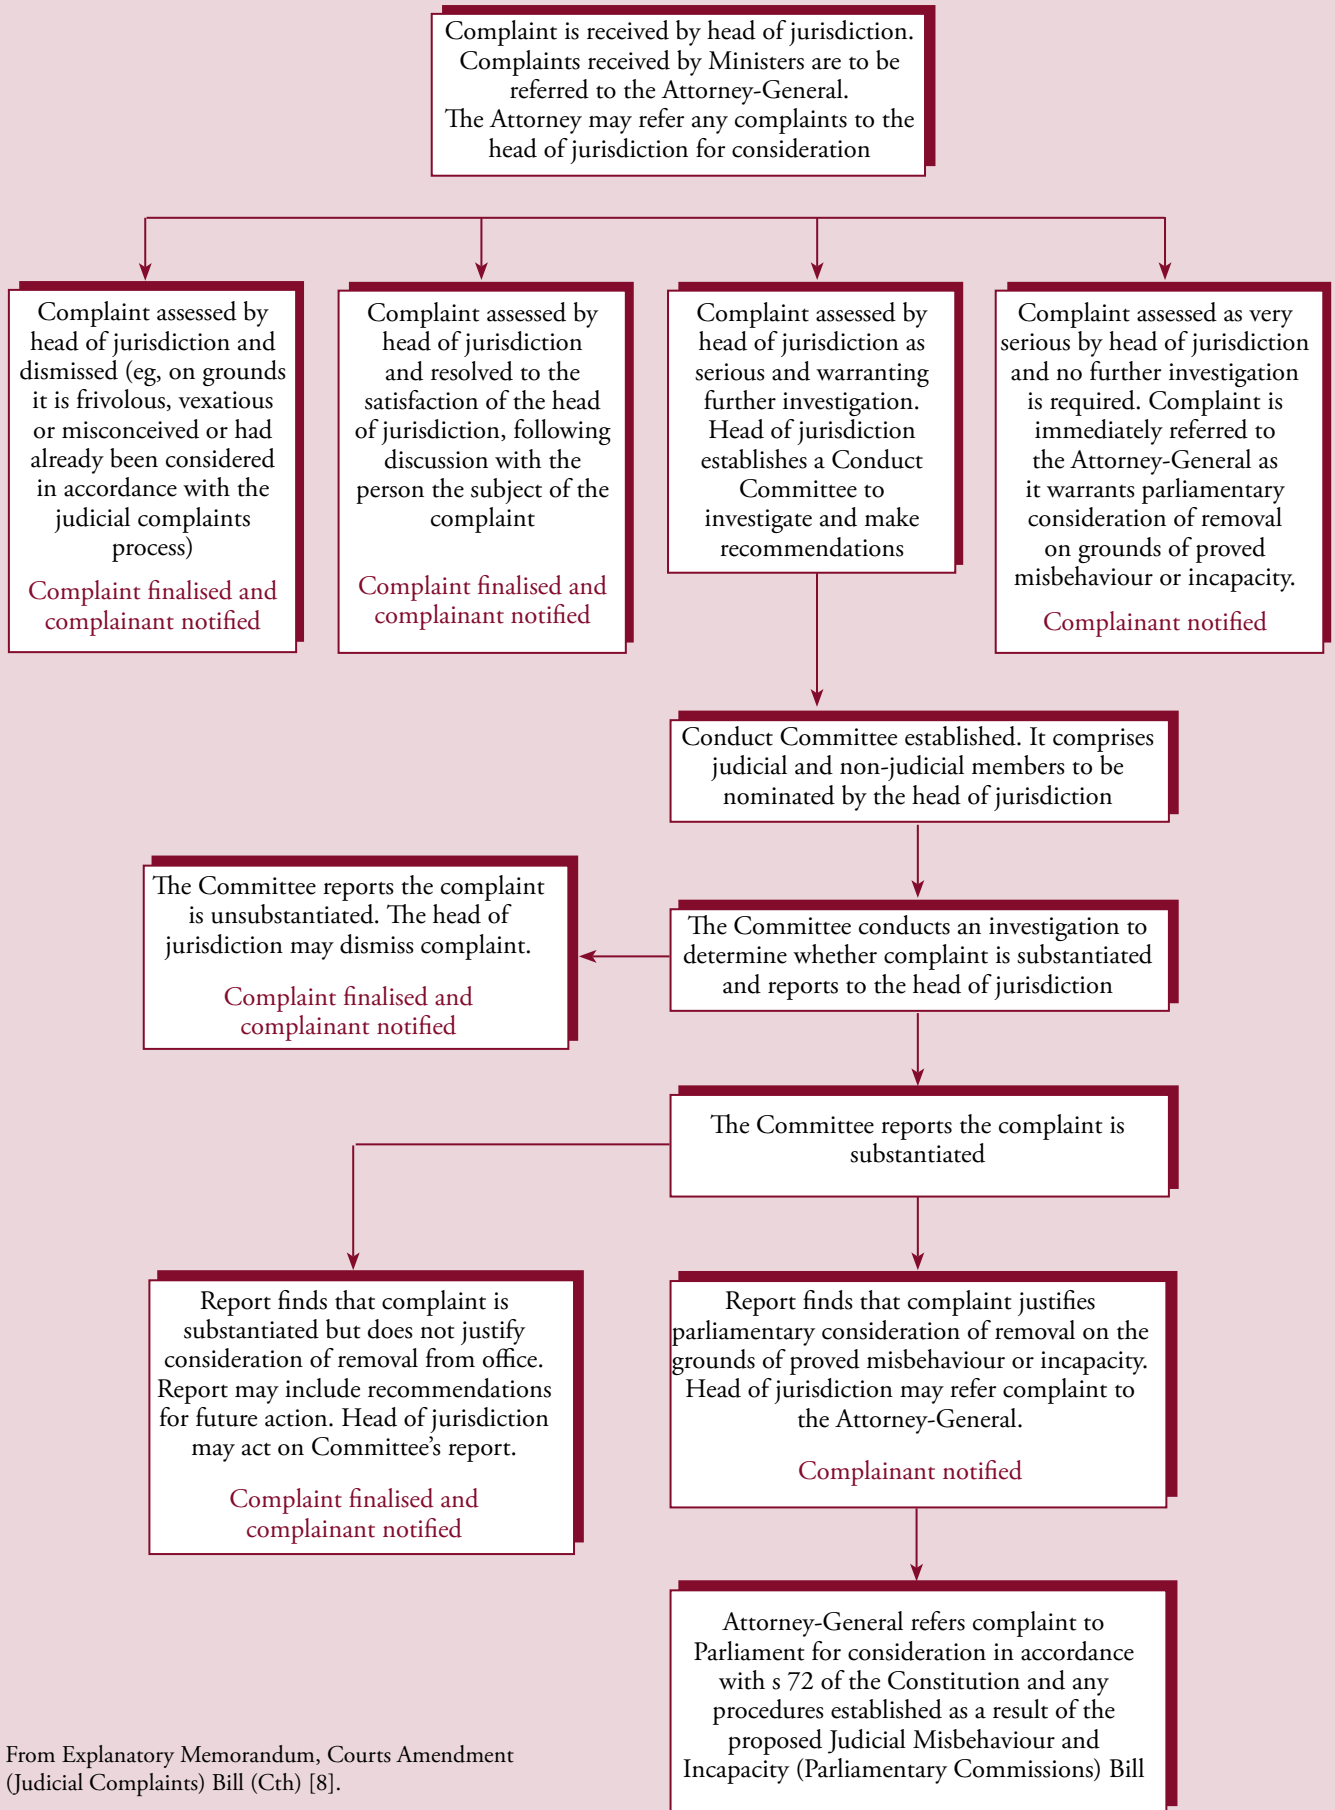 Complaint is received by head of jurisdiction.
Complaints received by Ministers are to be
referred to the Attorney-General.
The Attorney may refer any complaints to the
head of jurisdiction for consideration
Complaint assessed by
head of jurisdiction and
dismissed (eg, on grounds
it is frivolous, vexatious
or misconceived or had
already been considered
in accordance with the
judicial complaints
process)
Complaint finalised and
complainant notified
Complaint assessed by
head of jurisdiction
and resolved to the
satisfaction of the head
of jurisdiction, following
discussion with the
person the subject of the
complaint
Complaint finalised and
complainant notified
Complaint assessed by
head of jurisdiction as
serious and warranting
further investigation.
Head of jurisdiction
establishes a Conduct
Committee to
investigate and make
recommendations
Complaint assessed as very
serious by head of jurisdiction
and no further investigation
is required. Complaint is
immediately referred to
the Attorney-General as
it warrants parliamentary
consideration of removal
on grounds of proved
misbehaviour or incapacity.
Complainant notified
Conduct Committee established. It comprises
judicial and non-judicial members to be
nominated by the head of jurisdiction
The Committee reports the complaint
is unsubstantiated. The head of
jurisdiction may dismiss complaint.
Complaint finalised and
complainant notified
The Committee conducts an investigation to
determine whether complaint is substantiated
and reports to the head of jurisdiction
The Committee reports the complaint is
substantiated
Report finds that complaint is
substantiated but does not justify
consideration of removal from office.
Report may include recommendations
for future action. Head of jurisdiction
may act on Committee's report.
Complaint finalised and
complainant notified
Report finds that complaint justifies
parliamentary consideration of removal on the
grounds of proved misbehaviour or incapacity.
Head of jurisdiction may refer complaint to
the Attorney-General.
Complainant notified
Attorney-General refers complaint to
Parliament for consideration in accordance
with s 72 of the Constitution and any
procedures established as a result of the
proposed Judicial Misbehaviour and
Incapacity (Parliamentary Commissions) Bill
From Explanatory Memorandum, Courts Amendment
(Judicial Complaints) Bill (Cth) [8].